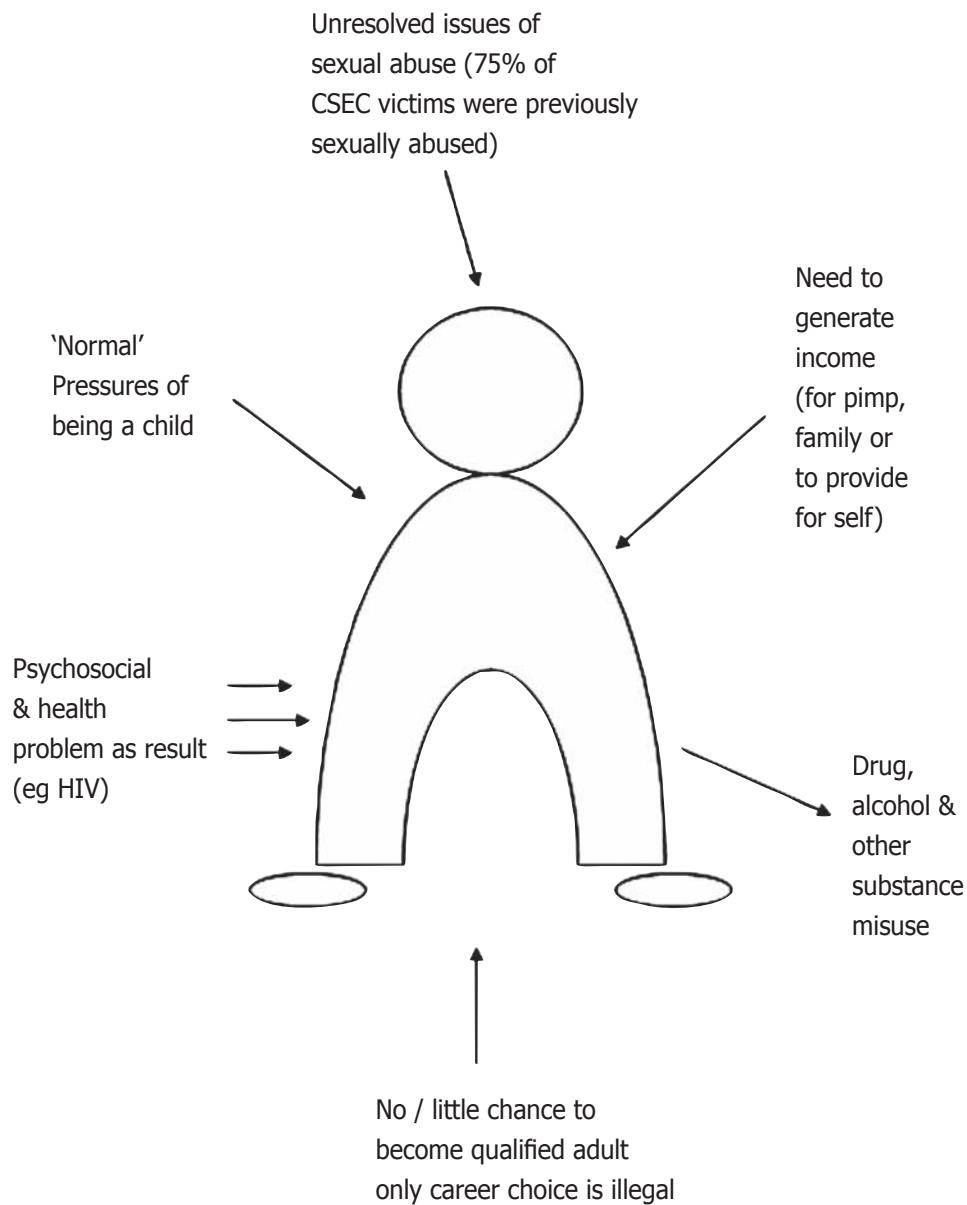 Unresolved issues of
sexual abuse (75% of
CSEC victims were previously
sexually abused)
‘Normal’
Pressures of
being a child
Need to
generate
income
(for pimp,
family or
to provide
for self)
Psychosocial
& health
problem as result
(eg HIV)
Drug,
alcohol &
other
substance
misuse
No / little chance to
become qualified adult
only career choice is illegal